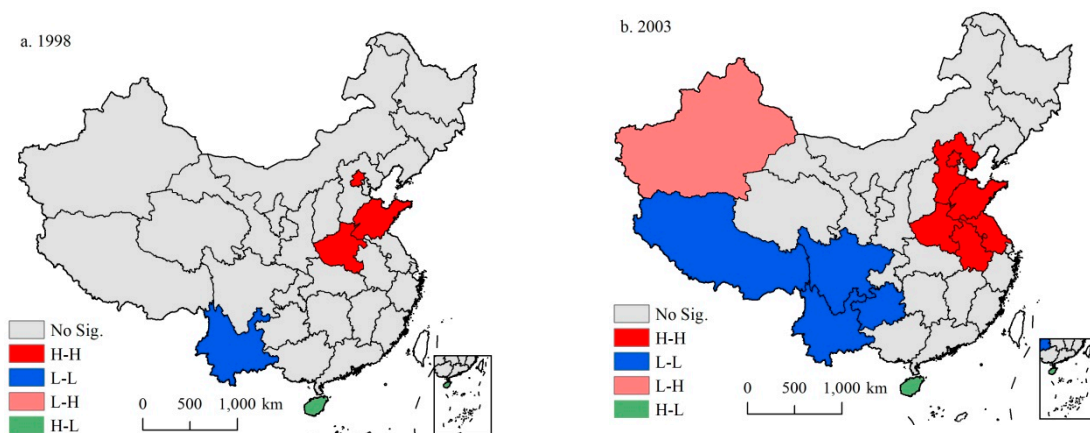 a. 1998
No Sig.
H-H
L-L
L-H
H-L
0 500 1,000 km
b. 2003
No Sig.
H-H
L-L
L-H
H-L
0 500 1,000 km